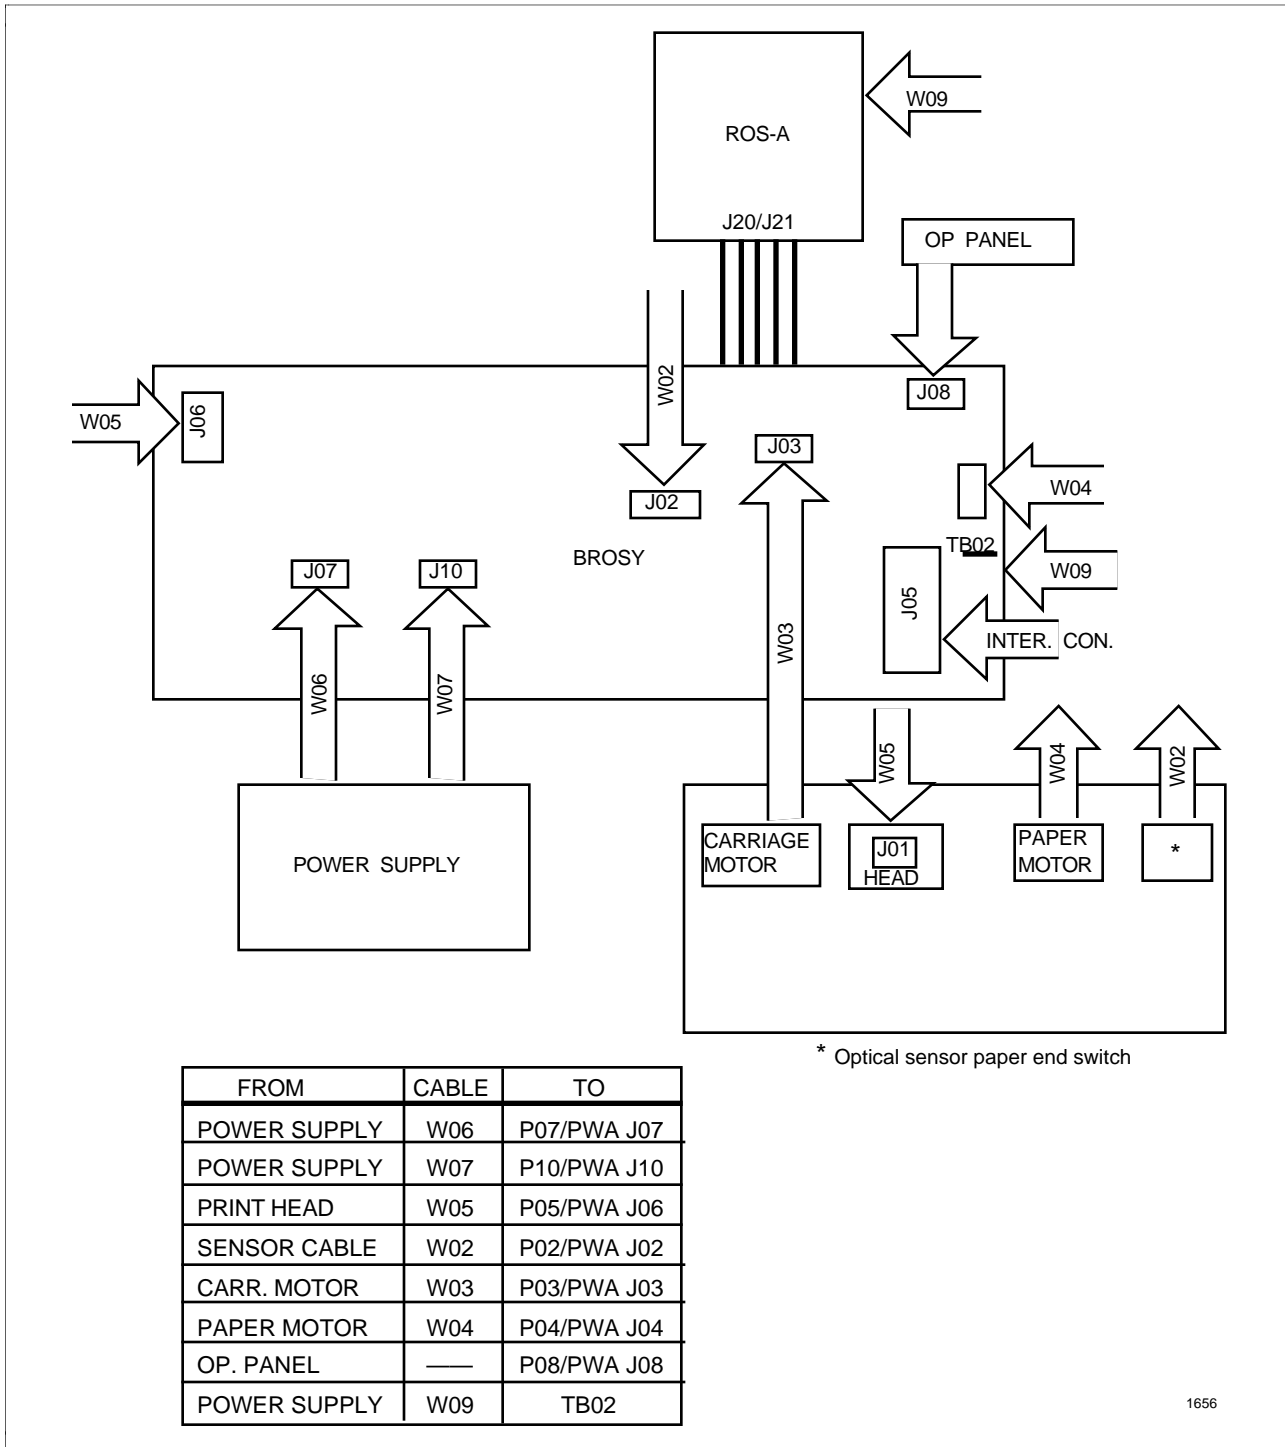 W09
ROS-A
J20/J21
OP PANEL
W02
J08
W05
J06
J03
W04
J02
TB02
BROSY
J07
J10
W09
J05
W03
INTER. CON.
W06
W07
W05
W04
W02
POWER SUPPLY
CARRIAGE
MOTOR
J01
HEAD
PAPER
MOTOR
*
* Optical sensor paper end switch
FROM CABLE TO
POWER SUPPLY W06 P07/PWA J07
POWER SUPPLY W07 P10/PWA J10
PRINT HEAD W05 P05/PWA J06
SENSOR CABLE W02 P02/PWA J02
CARR. MOTOR W03 P03/PWA J03
PAPER MOTOR W04 P04/PWA J04
OP. PANEL —— P08/PWA J08
POWER SUPPLY W09 TB02
1656